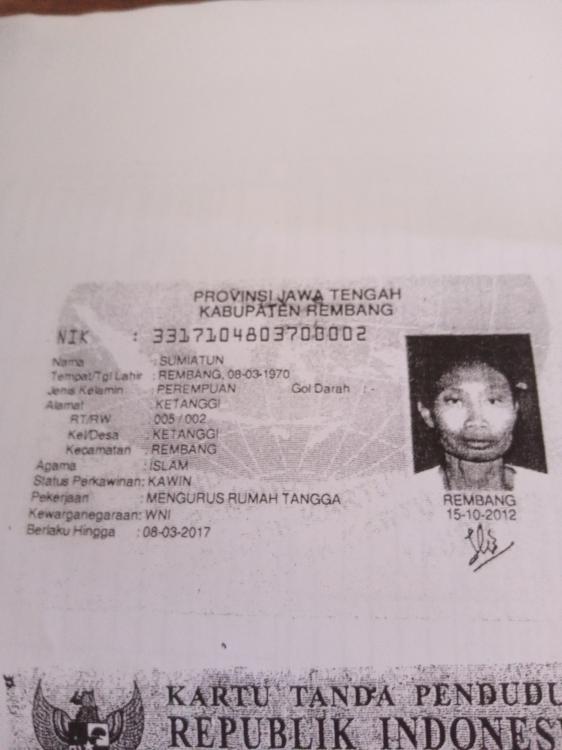 PROVINSI JAWA TENGAH
KABUPATEN REMBANG
NIK : 3317104803700002
Nama : SUMIATUN
Tempat/Tgl Lahir : REMBANG, 08-03-1970
Jenis Kelamin : PEREMPUAN Gol Darah : -
Alamat : KETANGGI
RT/RW : 005 / 002
Kel/Desa : KETANGGI
Kecamatan : REMBANG
Agama : ISLAM
Status Perkawinan: KAWIN
Pekerjaan : MENGURUS RUMAH TANGGA
Kewarganegaraan: WNI
Berlaku Hingga : 08-03-2017
REMBANG
15-10-2012
KARTU TANDA PENDUDU
REPUBLIK INDONES